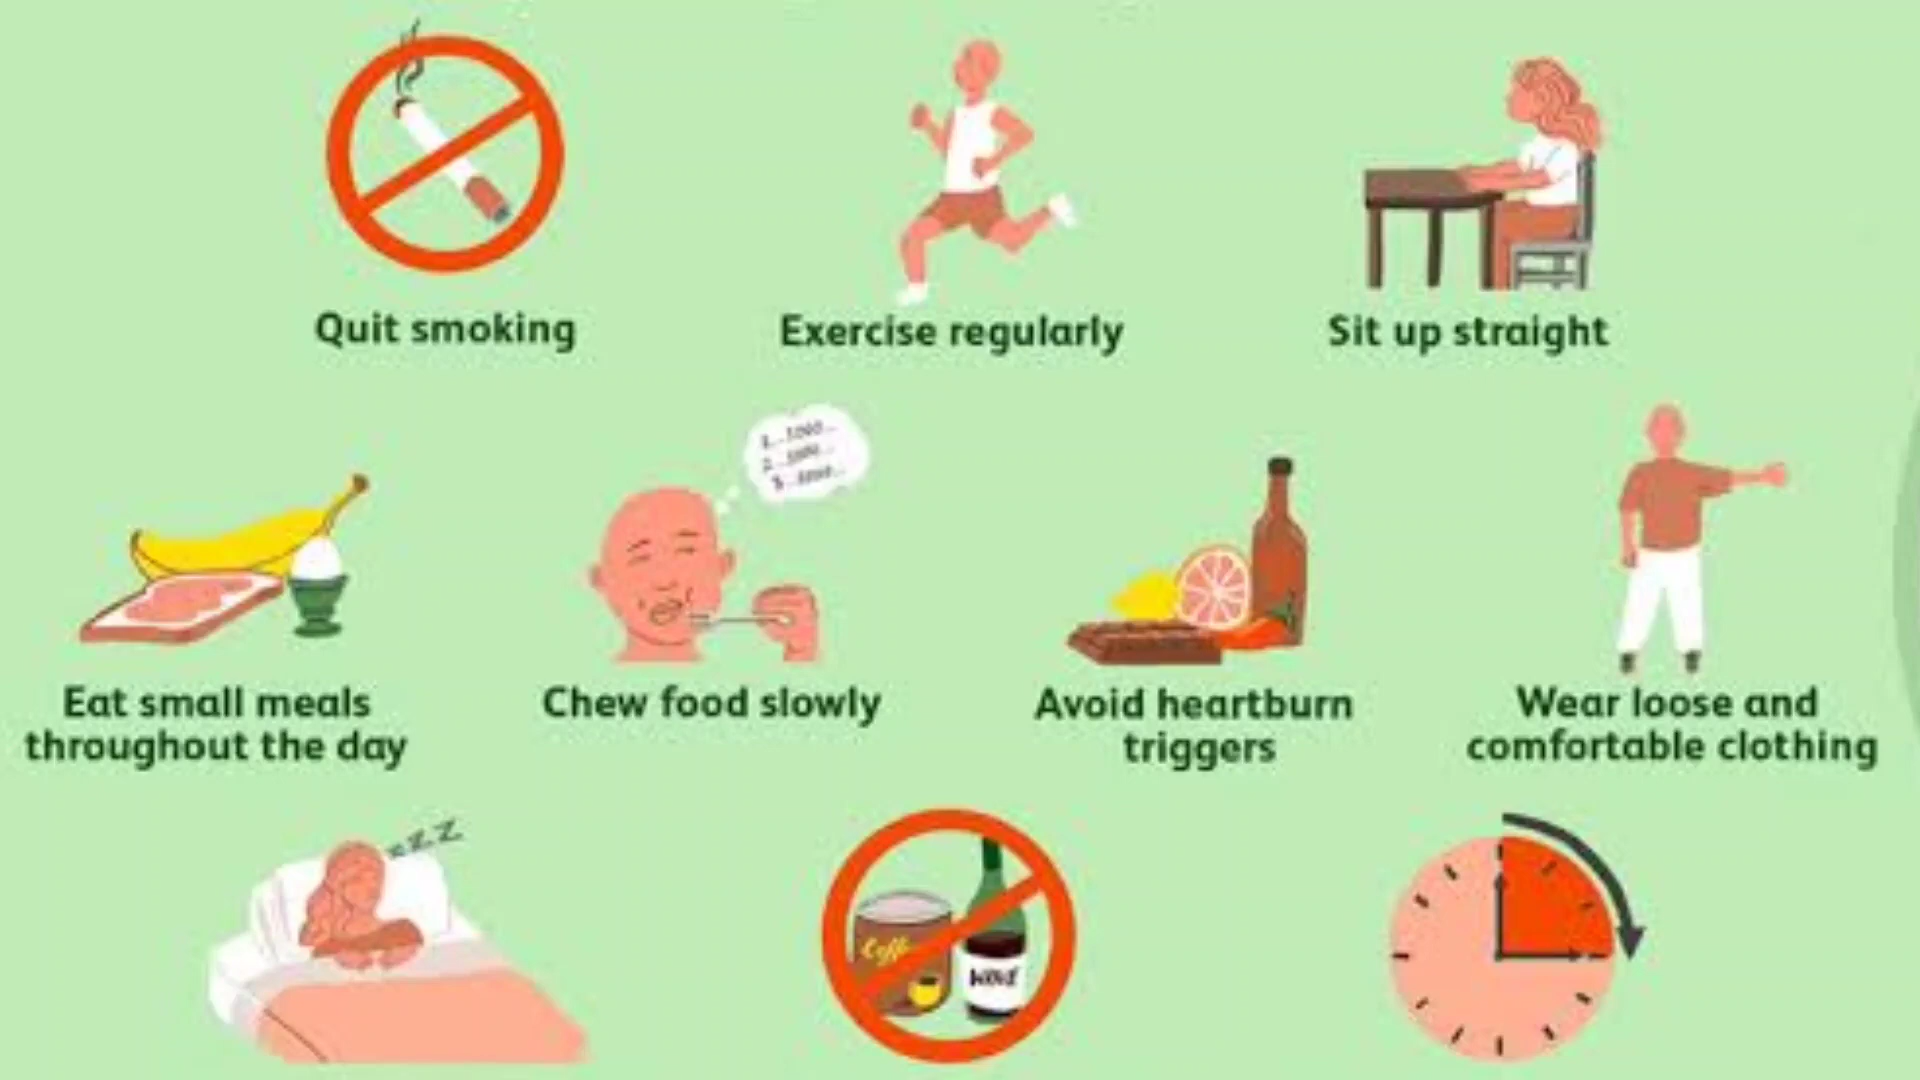 Quit smoking
Exercise regularly
Sit up straight
Eat small meals
throughout the day
Chew food slowly
Avoid heartburn
triggers
Wear loose and
comfortable clothing
zzZ